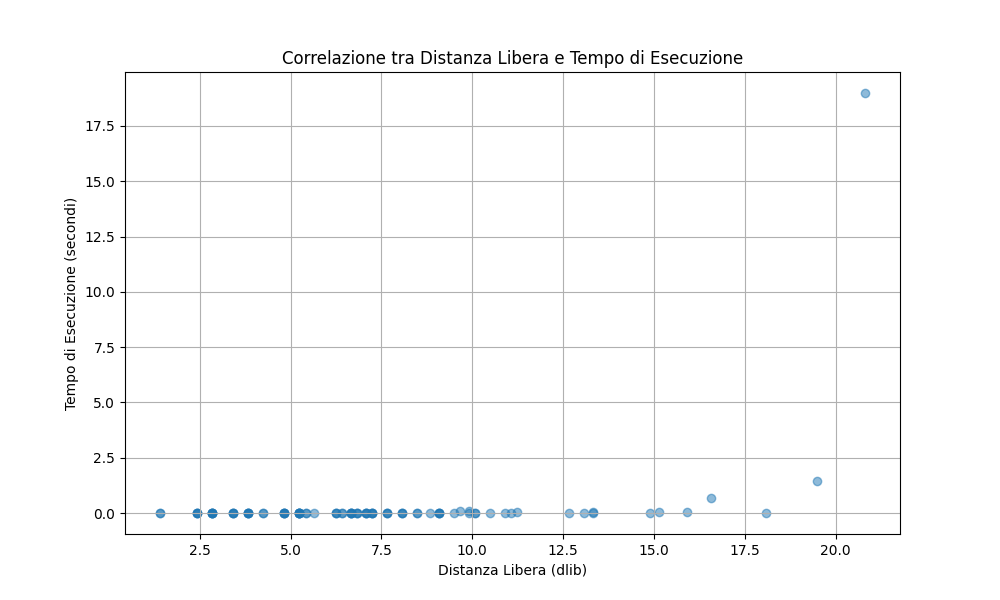 Correlazione tra Distanza Libera e Tempo di Esecuzione
Tempo di Esecuzione (secondi)
17.5
15.0
12.5
10.0
7.5
5.0
2.5
0.0
2.5 5.0 7.5 10.0 12.5 15.0 17.5 20.0
Distanza Libera (dlib)